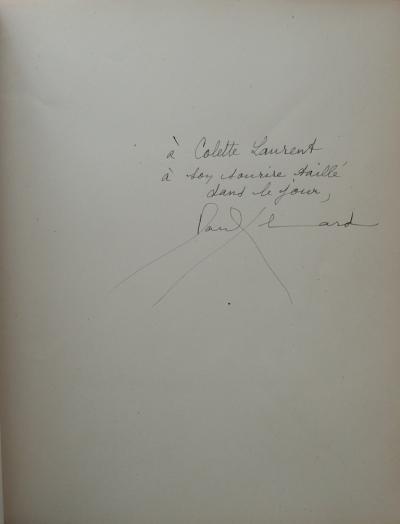 à Colette Laurent
à son sourire taillé
dans le jour,
Paul Eluard